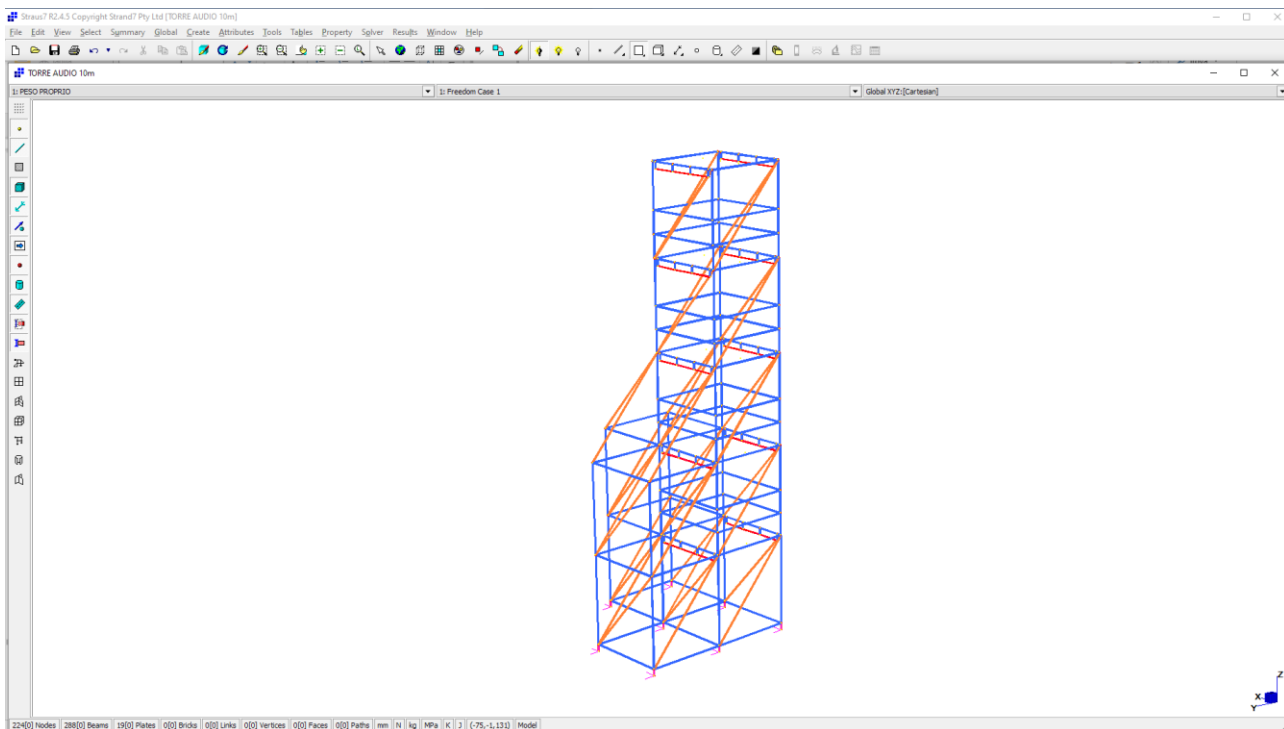 Straus7 R2.4.5 Copyright Strand7 Pty Ltd [TORRE AUDIO 10m]
File Edit View Select Summary Global Create Attributes Tools Tables Property Solver Results Window Help
TORRE AUDIO 10m
1: PESO PROPRIO 1: Freedom Case 1 Global XYZ:[Cartesian]
Z
X
Y
224[0] Nodes 288[0] Beams 19[0] Plates 0[0] Bricks 0[0] Links 0[0] Vertices 0[0] Faces 0[0] Paths mm N kg MPa K J (-75,-1,131) Model